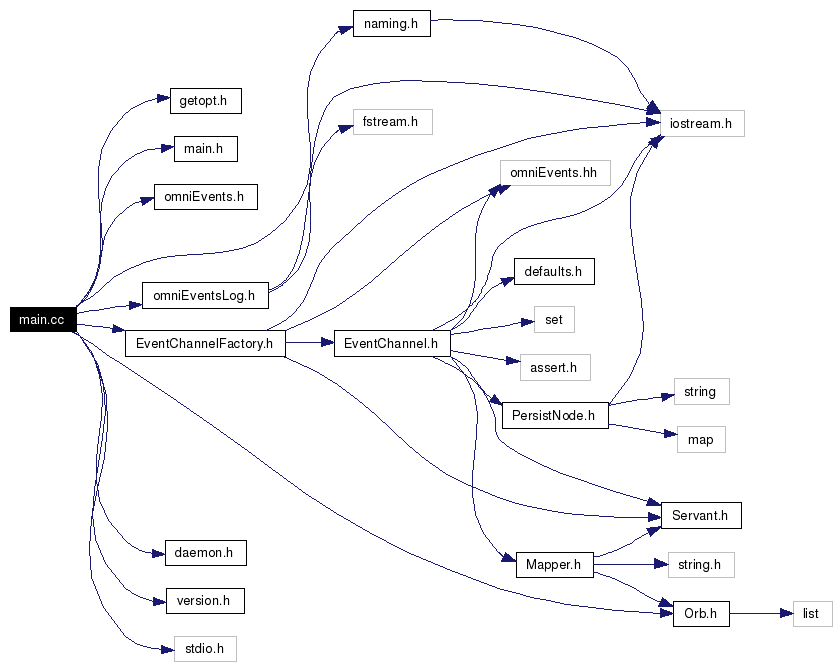 naming.h
getopt.h
fstream.h
iostream.h
main.h
omniEvents.hh
omniEvents.h
defaults.h
omniEventsLog.h
main.cc
set
EventChannelFactory.h
EventChannel.h
assert.h
string
PersistNode.h
map
Servant.h
daemon.h
Mapper.h
string.h
version.h
Orb.h
list
stdio.h